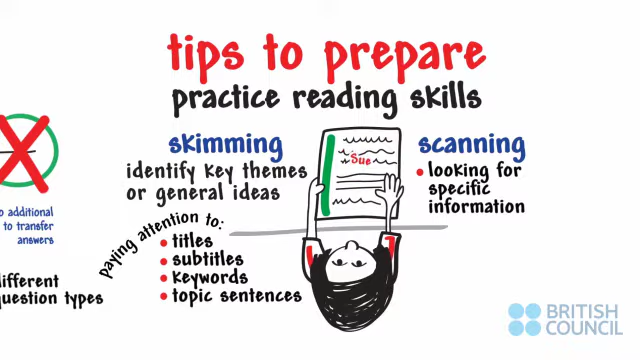 tips to prepare
practice reading skills
skimming
identify key themes
or general ideas
paying attention to:
titles
subtitles
keywords
topic sentences
Sue
scanning
looking for
specific
information
additional
to transfer
answers
question types
BRITISH
COUNCIL